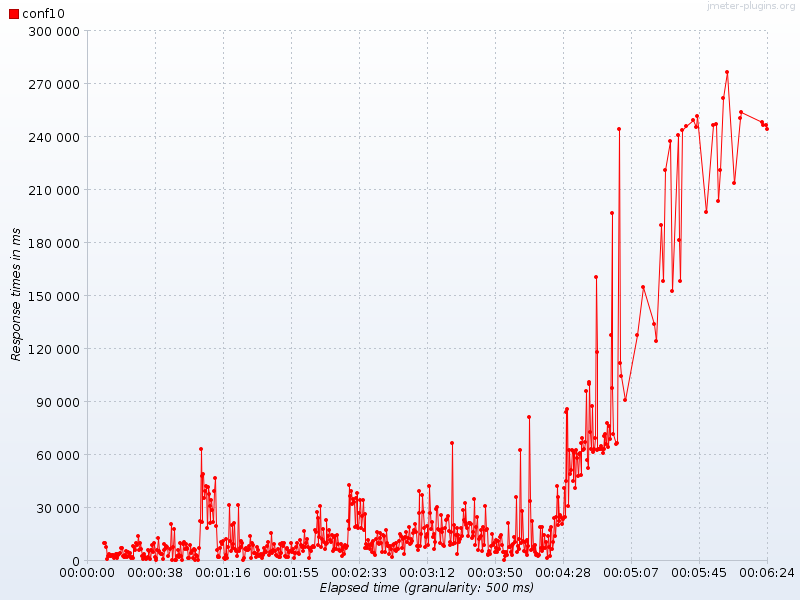 jmeter-plugins.org
conf10
300 000
270 000
240 000
210 000
180 000
150 000
120 000
90 000
60 000
30 000
0
Response times in ms
00:00:00 00:00:38 00:01:16 00:01:55 00:02:33 00:03:12 00:03:50 00:04:28 00:05:07 00:05:45 00:06:24
Elapsed time (granularity: 500 ms)